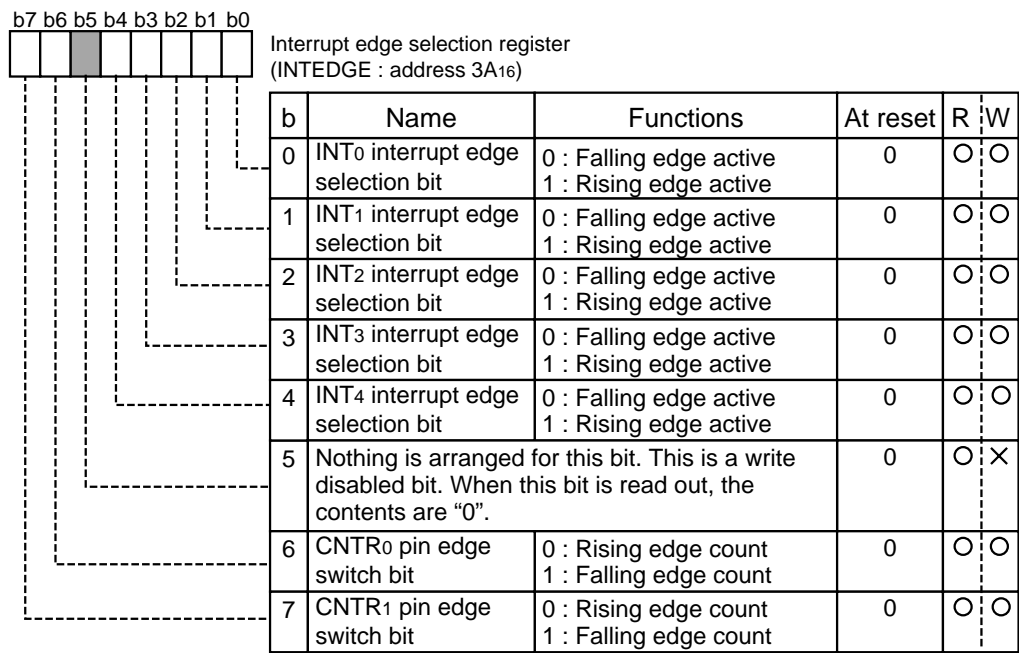 b7 b6 b5 b4 b3 b2 b1 b0
Interrupt edge selection register
(INTEDGE : address 3A16)
b Name Functions At reset R W
0 INT0 interrupt edge selection bit 0 : Falling edge active 1 : Rising edge active 0 O O
1 INT1 interrupt edge selection bit 0 : Falling edge active 1 : Rising edge active 0 O O
2 INT2 interrupt edge selection bit 0 : Falling edge active 1 : Rising edge active 0 O O
3 INT3 interrupt edge selection bit 0 : Falling edge active 1 : Rising edge active 0 O O
4 INT4 interrupt edge selection bit 0 : Falling edge active 1 : Rising edge active 0 O O
5 Nothing is arranged for this bit. This is a write disabled bit. When this bit is read out, the contents are “0”. 0 O ×
6 CNTR0 pin edge switch bit 0 : Rising edge count 1 : Falling edge count 0 O O
7 CNTR1 pin edge switch bit 0 : Rising edge count 1 : Falling edge count 0 O O